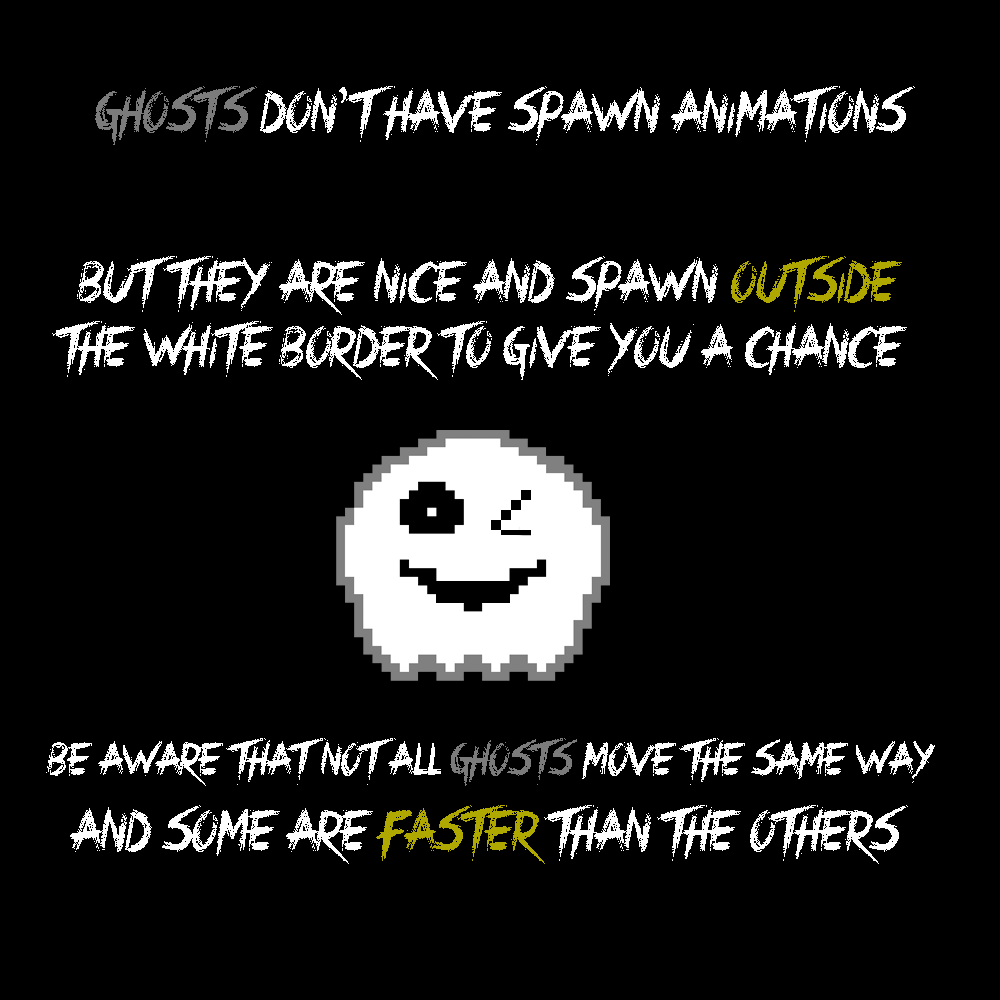 GHOSTS DON'T HAVE SPAWN ANIMATIONS
BUT THEY ARE NICE AND SPAWN OUTSIDE
THE WHITE BORDER TO GIVE YOU A CHANCE
BE AWARE THAT NOT ALL GHOSTS MOVE THE SAME WAY
AND SOME ARE FASTER THAN THE OTHERS